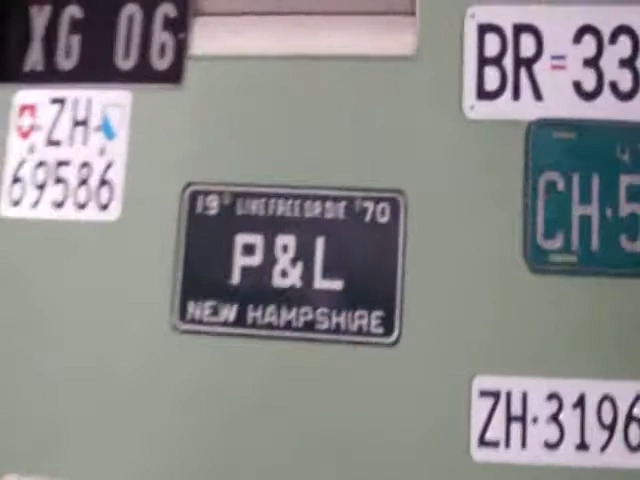 XG 06
BR=33
ZH
69586
CH·5
19 LIVE FREE OR DIE 70
P&L
NEW HAMPSHIRE
ZH·3196